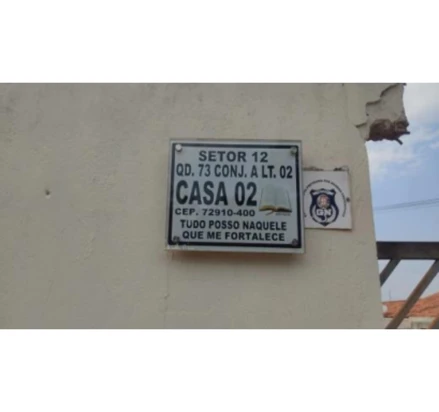 SETOR 12
QD. 73 CONJ. A LT. 02
CASA 02
CEP. 72910-400
TUDO POSSO NAQUELE
QUE ME FORTALECE